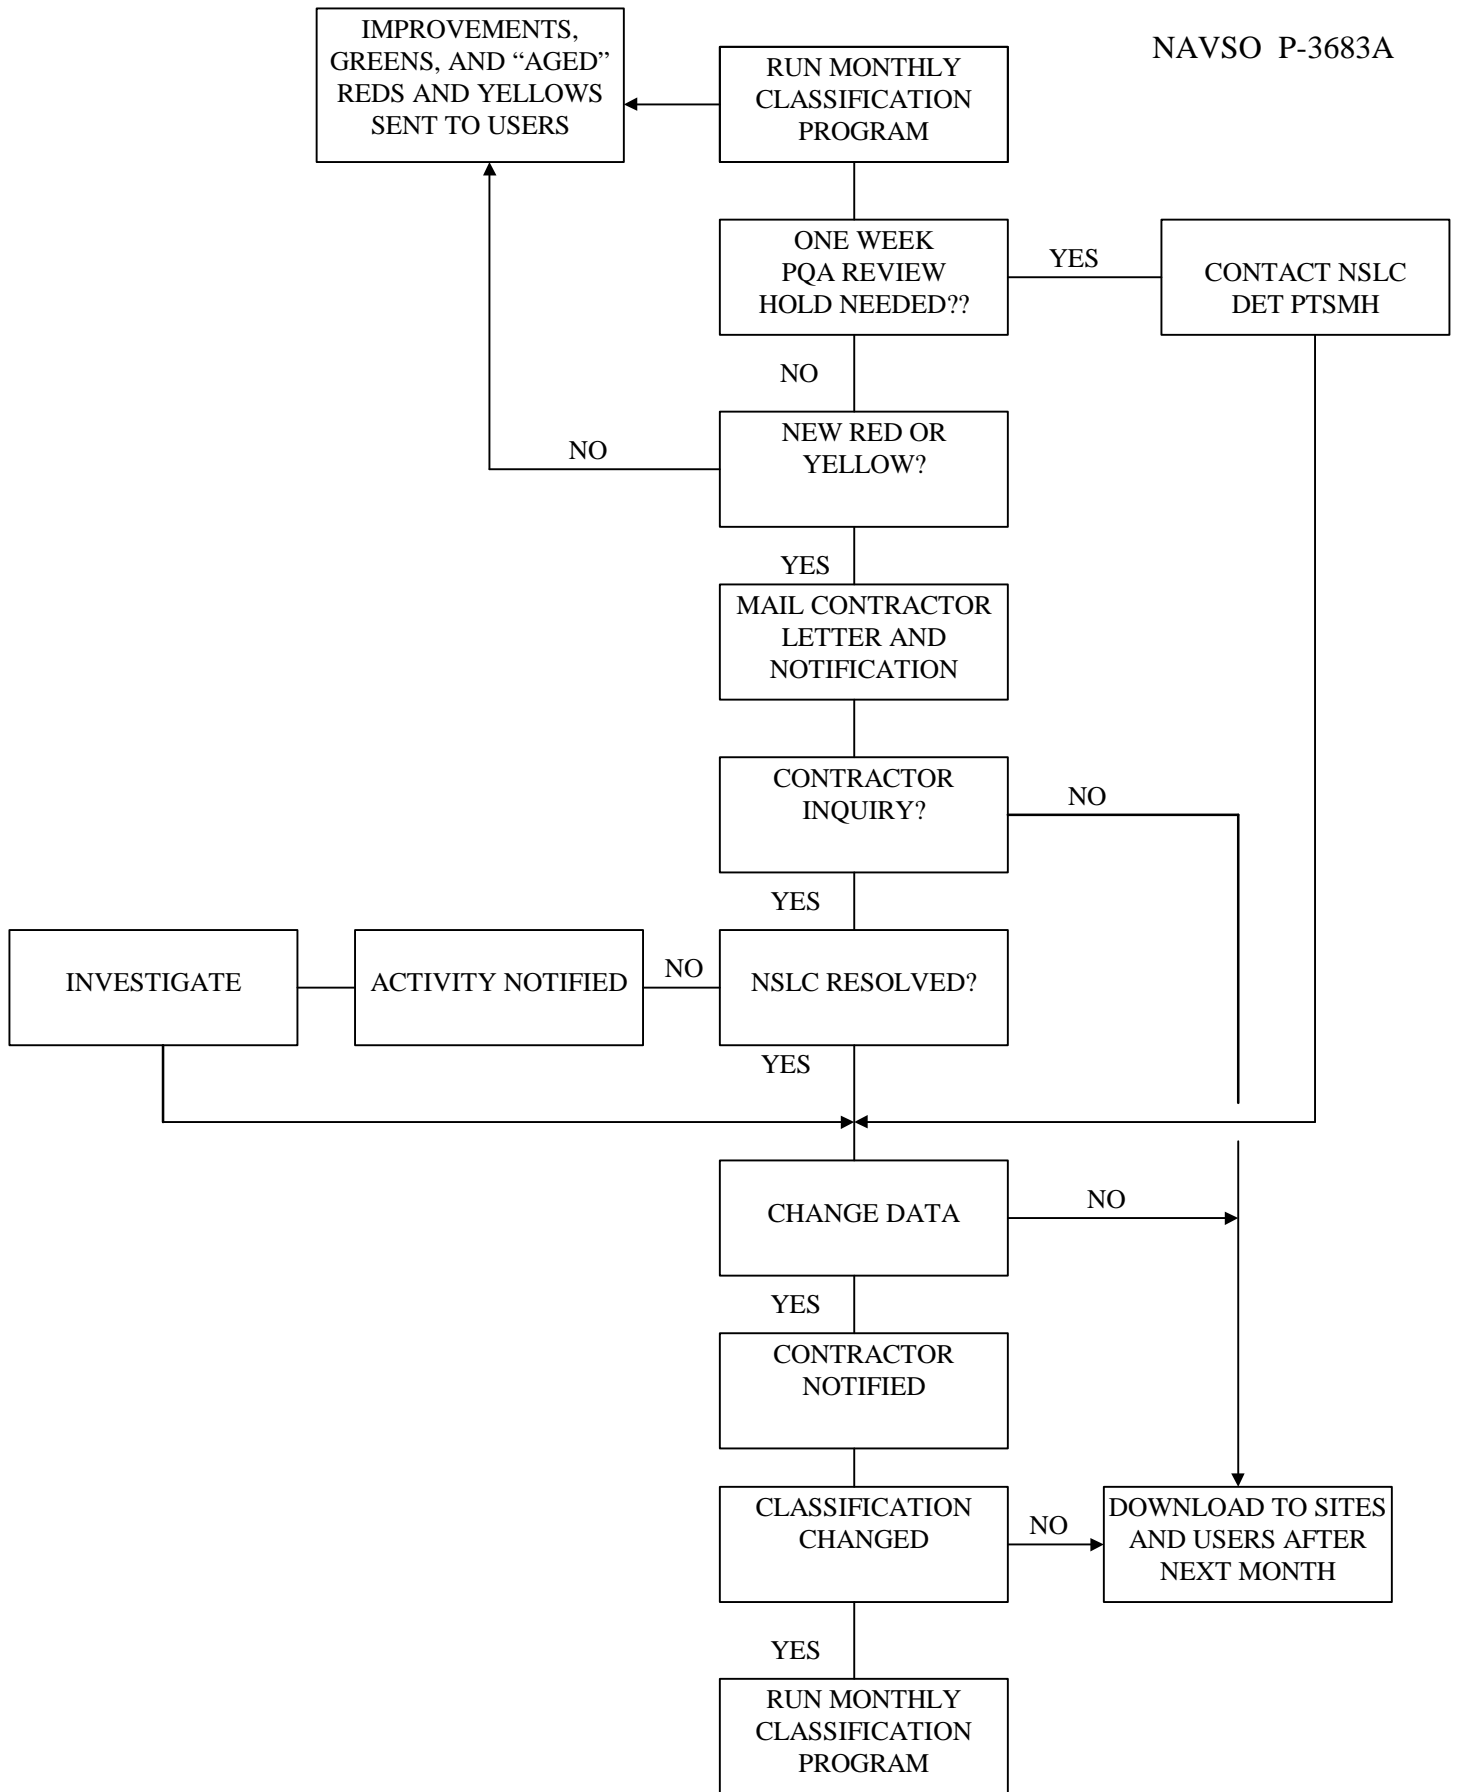 IMPROVEMENTS,
GREENS, AND “AGED”
REDS AND YELLOWS
SENT TO USERS
NAVSO P-3683A
RUN MONTHLY
CLASSIFICATION
PROGRAM
ONE WEEK
PQA REVIEW
HOLD NEEDED??
YES
CONTACT NSLC
DET PTSMH
NO
NEW RED OR
YELLOW?
NO
YES
MAIL CONTRACTOR
LETTER AND
NOTIFICATION
CONTRACTOR
INQUIRY?
NO
YES
INVESTIGATE
ACTIVITY NOTIFIED
NO
NSLC RESOLVED?
YES
CHANGE DATA
NO
YES
CONTRACTOR
NOTIFIED
CLASSIFICATION
CHANGED
NO
DOWNLOAD TO SITES
AND USERS AFTER
NEXT MONTH
YES
RUN MONTHLY
CLASSIFICATION
PROGRAM